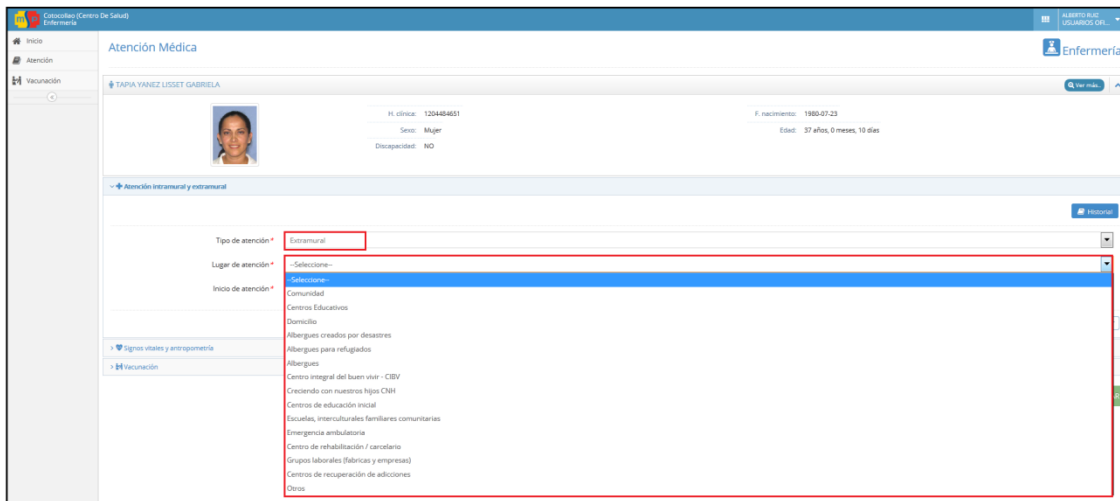 Cotocollao (Centro De Salud)
Enfermería
ALBERTO RUIZ
USUARIOS OFI...
Inicio
Atención
Vacunación
Atención Médica
Enfermería
TAPIA YANEZ LISSET GABRIELA
Ver más..
H. clínica: 1204484651
F. nacimiento: 1980-07-23
Sexo: Mujer
Edad: 37 años, 0 meses, 10 días
Discapacidad: NO
Atención intramural y extramural
Historial
Tipo de atención * Extramural
Lugar de atención * --Seleccione--
Inicio de atención *
--Seleccione--
Comunidad
Centros Educativos
Domicilio
Albergues creados por desastres
Albergues para refugiados
Albergues
Centro integral del buen vivir - CIBV
Creciendo con nuestros hijos CNH
Centros de educación inicial
Escuelas, interculturales familiares comunitarias
Emergencia ambulatoria
Centro de rehabilitación / carcelario
Grupos laborales (fabricas y empresas)
Centros de recuperación de adicciones
Otros
Signos vitales y antropometría
Vacunación